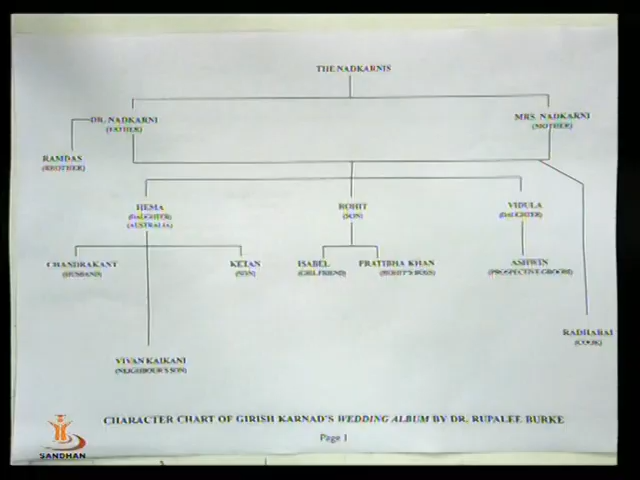 THE NADKARNIS
DR. NADKARNI
(FATHER)
MRS. NADKARNI
(MOTHER)
RAMDAS
(BROTHER)
HEMA
(DAUGHTER)
(AUSTRALIA)
ROHIT
(SON)
VIDULA
(DAUGHTER)
CHANDRAKANT
(HUSBAND)
KETAN
(SON)
ISABEL
(GIRLFRIEND)
PRATIBHA KHAN
(ROHIT'S BOSS)
ASHWIN
(PROSPECTIVE GROOM)
RADHABAI
(COOK)
VIVAN KAIKANI
(NEIGHBOUR'S SON)
CHARACTER CHART OF GIRISH KARNAD'S WEDDING ALBUM BY DR. RUPALEE BURKE
Page 1
SANDHAN